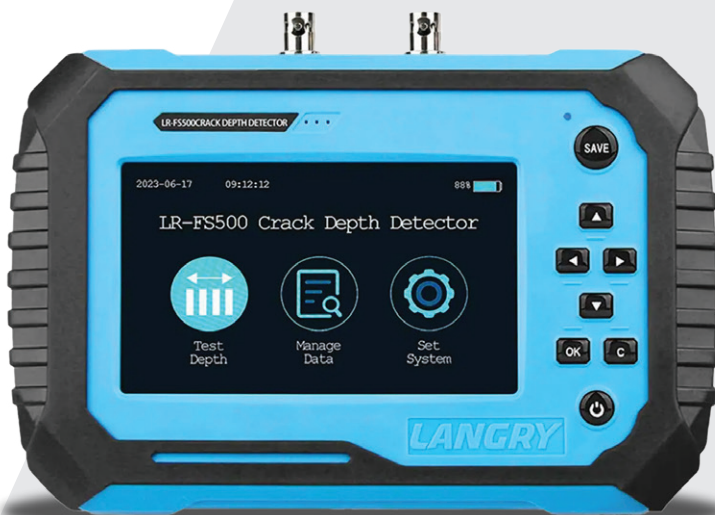 LR-FS500CRACK DEPTH DETECTOR
SAVE
2023-06-17 09:12:12 88%
LR-FS500 Crack Depth Detector
Test
Depth
Manage
Data
Set
System
OK C
LANGRY